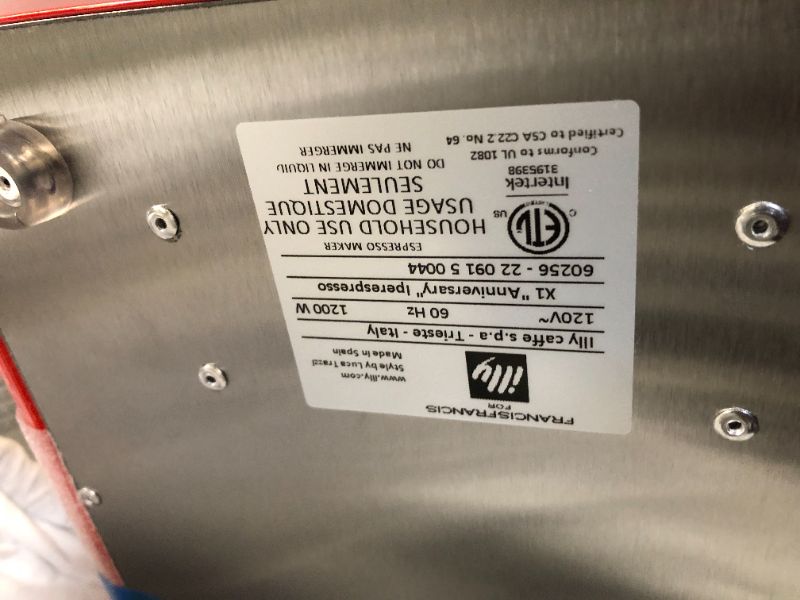 FRANCISFRANCIS
FOR
illy
www.illy.com
Style by Luca Trazzi
Made in Spain
Illy caffe s.p.a - Trieste - Italy
120V~ 60 Hz 1200 W
X1 "Anniversary" Iperespresso
60256 - 22 091 5 0044
ESPRESSO MAKER
HOUSEHOLD USE ONLY
USAGE DOMESTIQUE
SEULEMENT
DO NOT IMMERGE IN LIQUID
NE PAS IMMERGER
C ETL US
Intertek
3195398
Conforms to UL 1082
Certified to CSA C22.2 No. 64